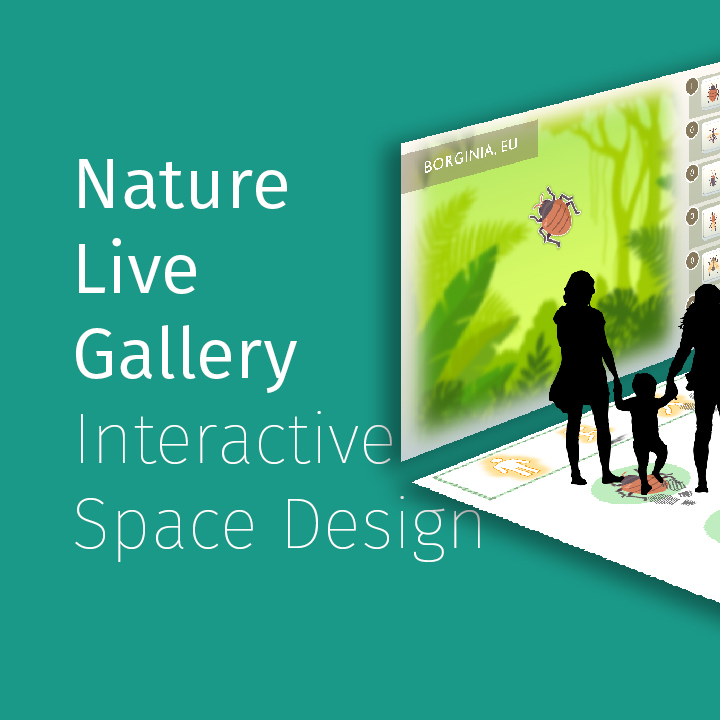 Nature
Live
Gallery
Interactive
Space Design
BORGINIA, EU